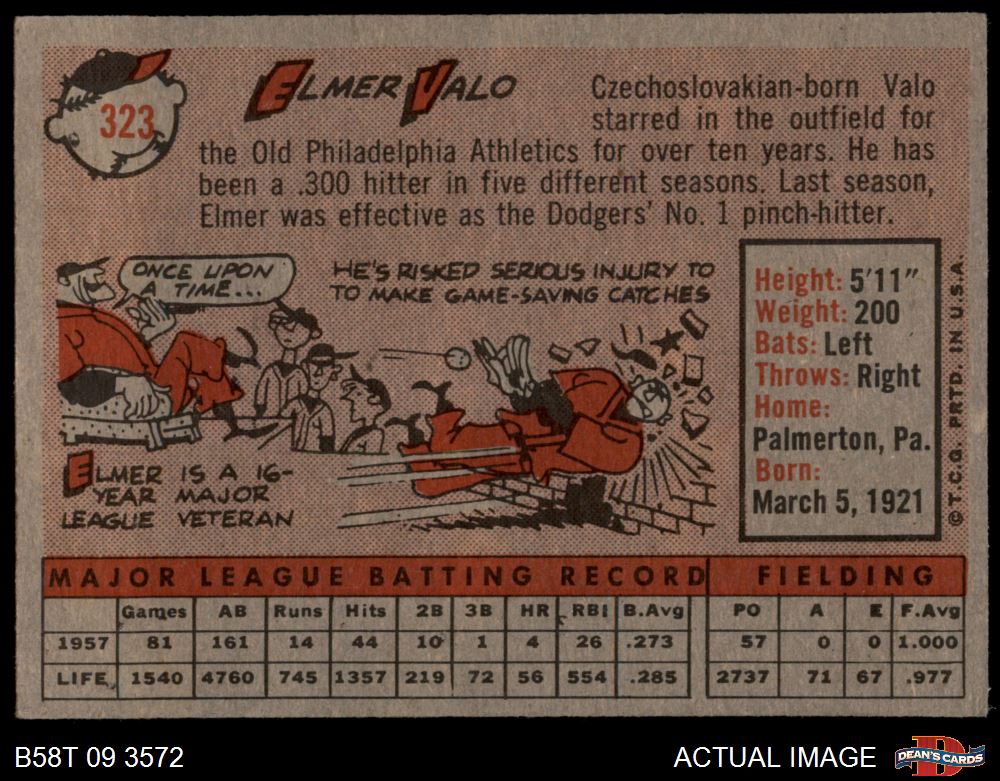 323
ELMER VALO
Czechoslovakian-born Valo
starred in the outfield for
the Old Philadelphia Athletics for over ten years. He has
been a .300 hitter in five different seasons. Last season,
Elmer was effective as the Dodgers' No. 1 pinch-hitter.
ONCE UPON
A TIME...
ELMER IS A 16-
YEAR MAJOR
LEAGUE VETERAN
HE'S RISKED SERIOUS INJURY TO
TO MAKE GAME-SAVING CATCHES
Height: 5'11"
Weight: 200
Bats: Left
Throws: Right
Home:
Palmerton, Pa.
Born:
March 5, 1921
© T.C.G. PRTD. IN U.S.A.
MAJOR LEAGUE BATTING RECORD FIELDING
Games AB Runs Hits 2B 3B HR RBI B.Avg PO A E F.Avg
1957 81 161 14 44 10 1 4 26 .273 57 0 0 1.000
LIFE 1540 4760 745 1357 219 72 56 554 .285 2737 71 67 .977
B58T 09 3572
ACTUAL IMAGE
D
DEAN'S CARDS